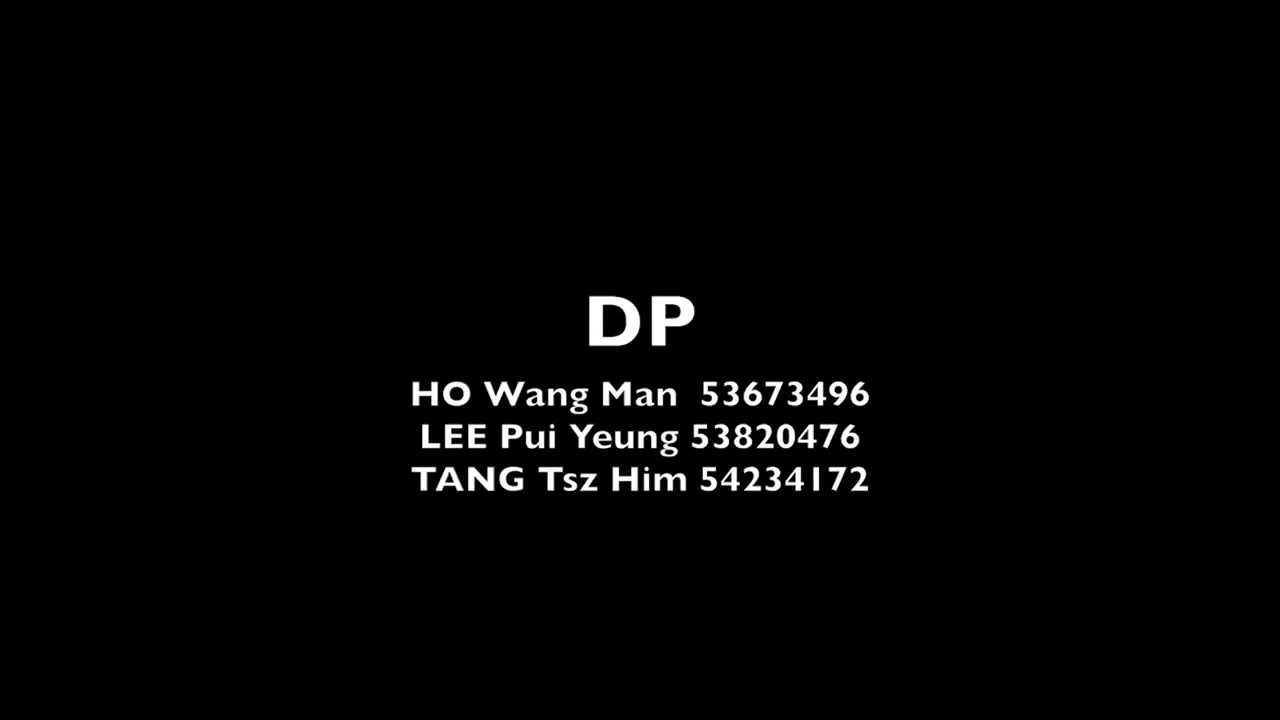 DP
HO Wang Man  53673496
LEE Pui Yeung 53820476
TANG Tsz Him 54234172